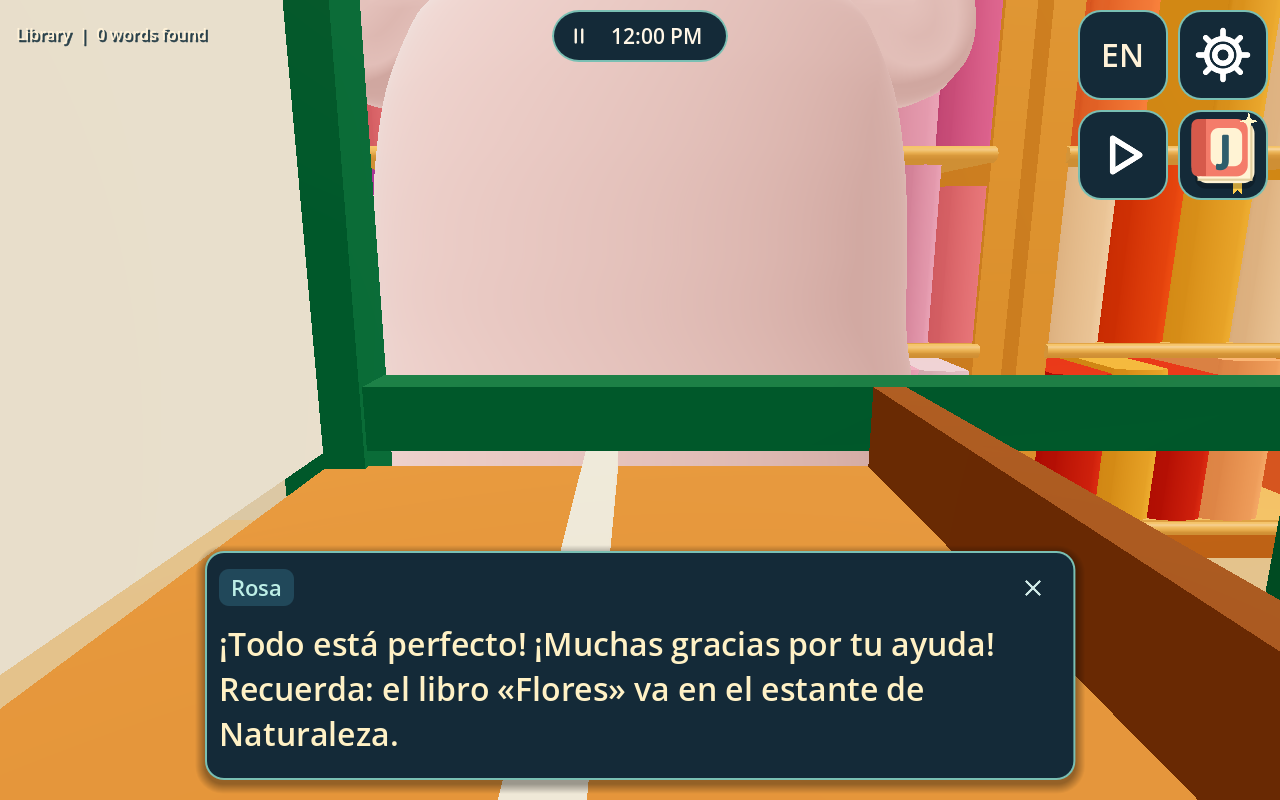 Library | 0 words found
12:00 PM
EN
J
Rosa
¡Todo está perfecto! ¡Muchas gracias por tu ayuda!
Recuerda: el libro «Flores» va en el estante de
Naturaleza.